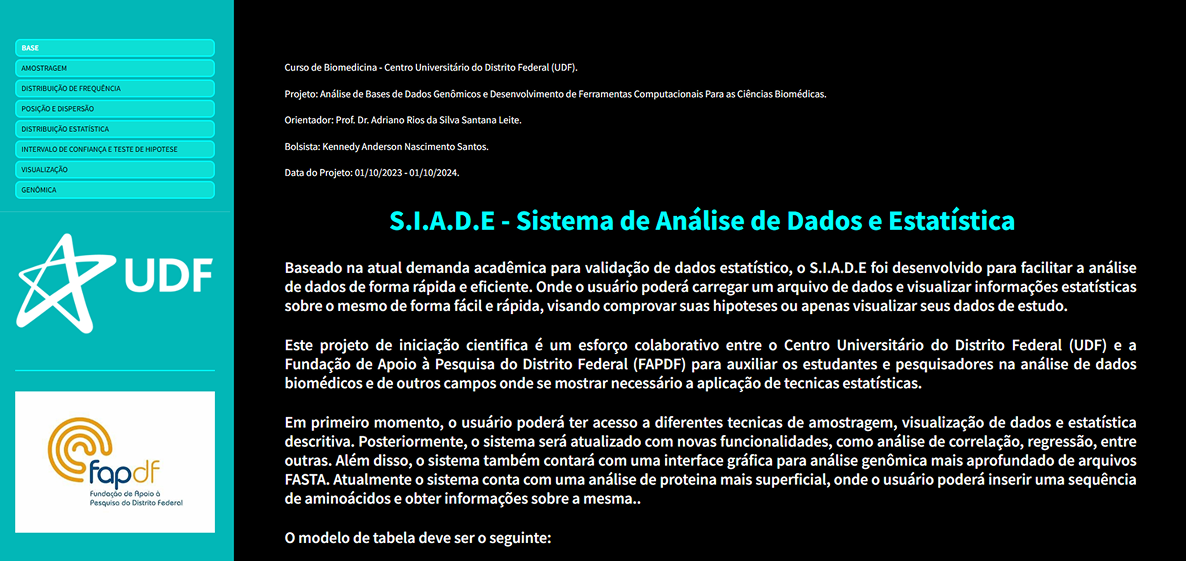 BASE
AMOSTRAGEM
DISTRIBUIÇÃO DE FREQUÊNCIA
POSIÇÃO E DISPERSÃO
DISTRIBUIÇÃO ESTATÍSTICA
INTERVALO DE CONFIANÇA E TESTE DE HIPOTESE
VISUALIZAÇÃO
GENÔMICA
UDF
fapdf
Fundação de Apoio à
Pesquisa do Distrito Federal
Curso de Biomedicina - Centro Universitário do Distrito Federal (UDF).
Projeto: Análise de Bases de Dados Genômicos e Desenvolvimento de Ferramentas Computacionais Para as Ciências Biomédicas.
Orientador: Prof. Dr. Adriano Rios da Silva Santana Leite.
Bolsista: Kennedy Anderson Nascimento Santos.
Data do Projeto: 01/10/2023 - 01/10/2024.
S.I.A.D.E - Sistema de Análise de Dados e Estatística
Baseado na atual demanda acadêmica para validação de dados estatístico, o S.I.A.D.E foi desenvolvido para facilitar a análise
de dados de forma rápida e eficiente. Onde o usuário poderá carregar um arquivo de dados e visualizar informações estatísticas
sobre o mesmo de forma fácil e rápida, visando comprovar suas hipoteses ou apenas visualizar seus dados de estudo.
Este projeto de iniciação cientifica é um esforço colaborativo entre o Centro Universitário do Distrito Federal (UDF) e a
Fundação de Apoio à Pesquisa do Distrito Federal (FAPDF) para auxiliar os estudantes e pesquisadores na análise de dados
biomédicos e de outros campos onde se mostrar necessário a aplicação de tecnicas estatísticas.
Em primeiro momento, o usuário poderá ter acesso a diferentes tecnicas de amostragem, visualização de dados e estatística
descritiva. Posteriormente, o sistema será atualizado com novas funcionalidades, como análise de correlação, regressão, entre
outras. Além disso, o sistema também contará com uma interface gráfica para análise genômica mais aprofundado de arquivos
FASTA. Atualmente o sistema conta com uma análise de proteina mais superficial, onde o usuário poderá inserir uma sequência
de aminoácidos e obter informações sobre a mesma..
O modelo de tabela deve ser o seguinte: